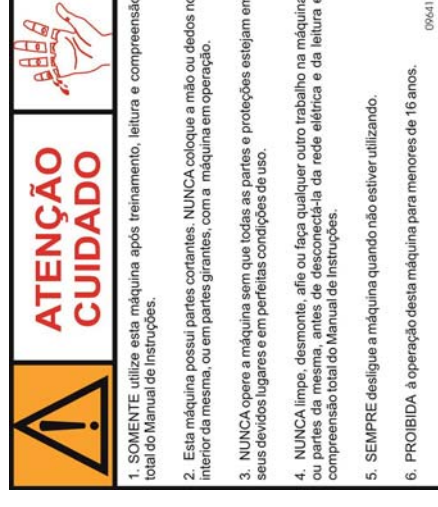 ATENÇÃO
CUIDADO
1. SOMENTE utilize esta máquina após treinamento, leitura e compreensão
total do Manual de Instruções.
2. Esta máquina possui partes cortantes. NUNCA coloque a mão ou dedos no
interior da mesma, ou em partes girantes, com a máquina em operação.
3. NUNCA opere a máquina sem que todas as partes e proteções estejam em
seus devidos lugares e em perfeitas condições de uso.
4. NUNCA limpe, desmonte, afie ou faça qualquer outro trabalho na máquina
ou partes da mesma, antes de desconectá-la da rede elétrica e da leitura e
compreensão total do Manual de Instruções.
5. SEMPRE desligue a máquina quando não estiver utilizando.
6. PROIBIDA à operação desta máquina para menores de 16 anos.
09641